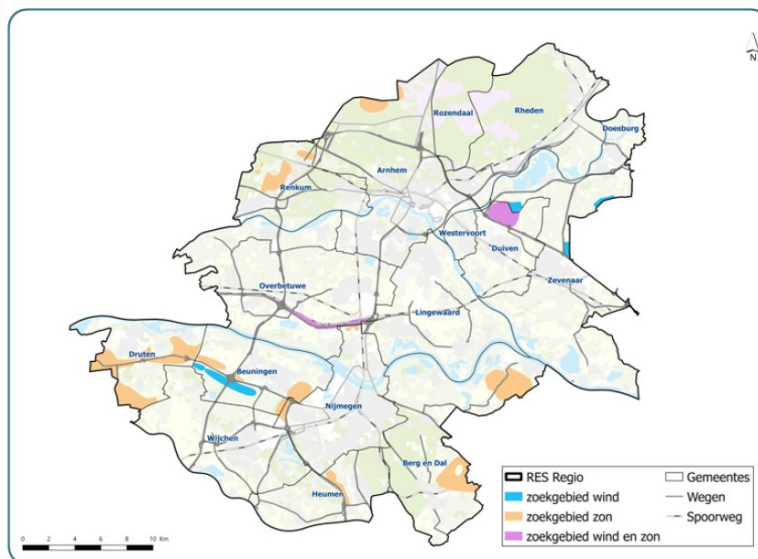 N
Rozendaal
Rheden
Doesburg
Arnhem
Renkum
Westervoort
Duiven
Zevenaar
Overbetuwe
Lingewaard
Druten
Beuningen
Nijmegen
Wijchen
Berg en Dal
Heumen
RES Regio
zoekgebied wind
zoekgebied zon
zoekgebied wind en zon
Gemeentes
Wegen
Spoorweg
0 2 4 6 8 10 Km